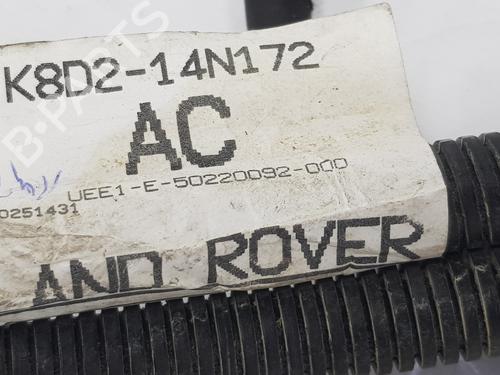 K8D2-14N172
AC
UEE1-E-50220092-000
0251431
AND ROVER
B-PARTS